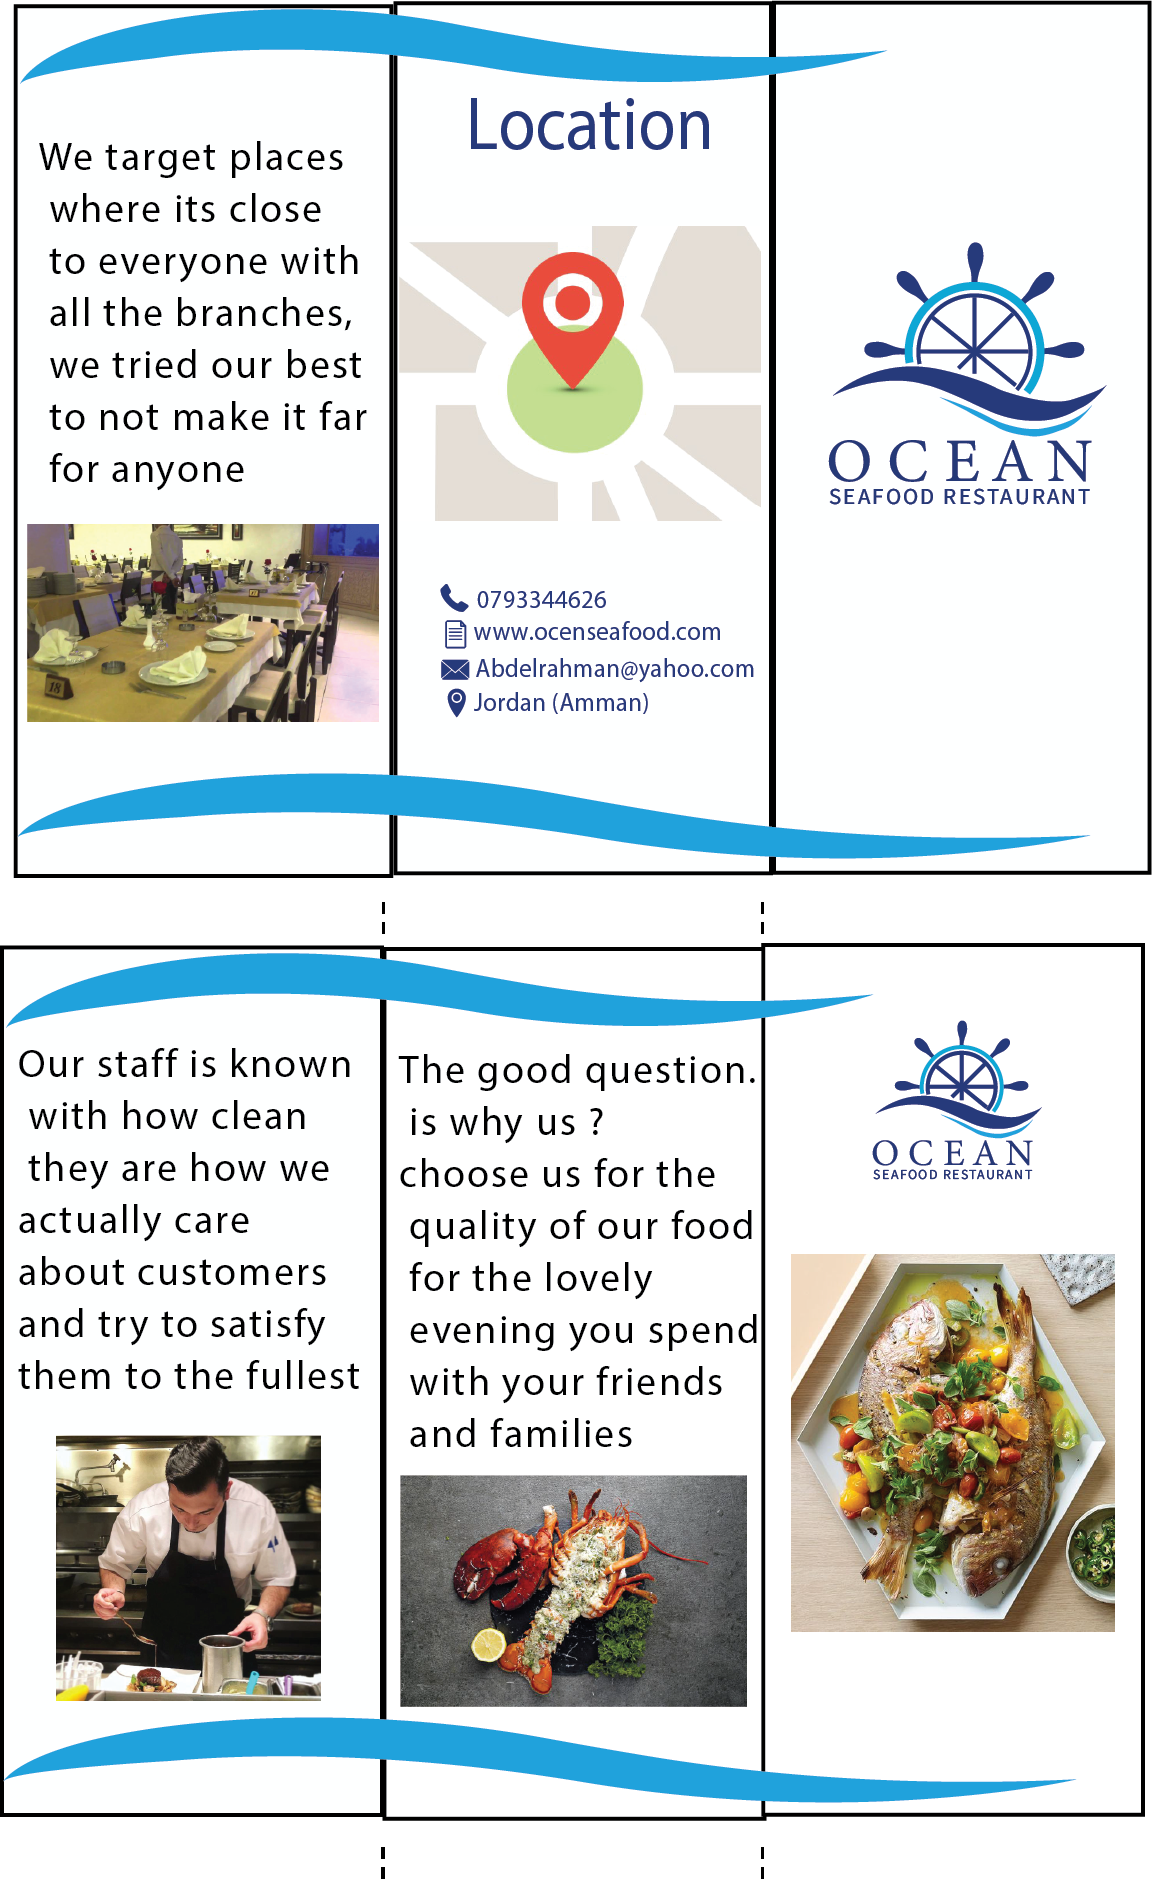 We target places
where its close
to everyone with
all the branches,
we tried our best
to not make it far
for anyone
18
Location
0793344626
www.ocenseafood.com
Abdelrahman@yahoo.com
Jordan (Amman)
OCEAN
SEAFOOD RESTAURANT
Our staff is known
with how clean
they are how we
actually care
about customers
and try to satisfy
them to the fullest
The good question.
is why us ?
choose us for the
quality of our food
for the lovely
evening you spend
with your friends
and families
OCEAN
SEAFOOD RESTAURANT